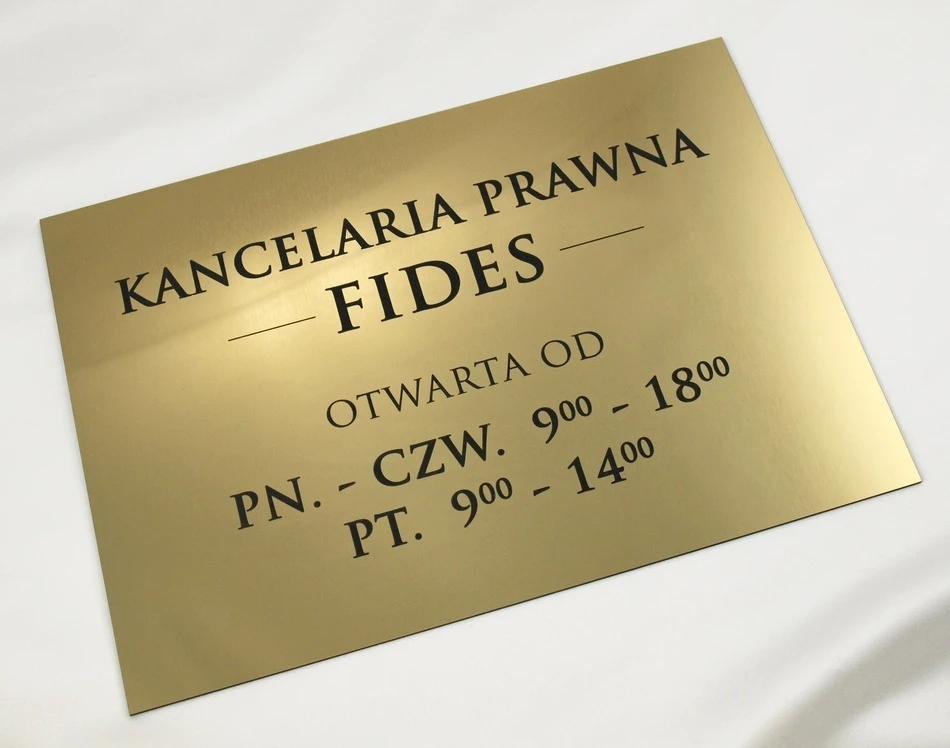 KANCELARIA PRAWNA
FIDES
OTWARTA OD
PN. - CZW. 9⁰⁰ - 18⁰⁰
PT. 9⁰⁰ - 14⁰⁰